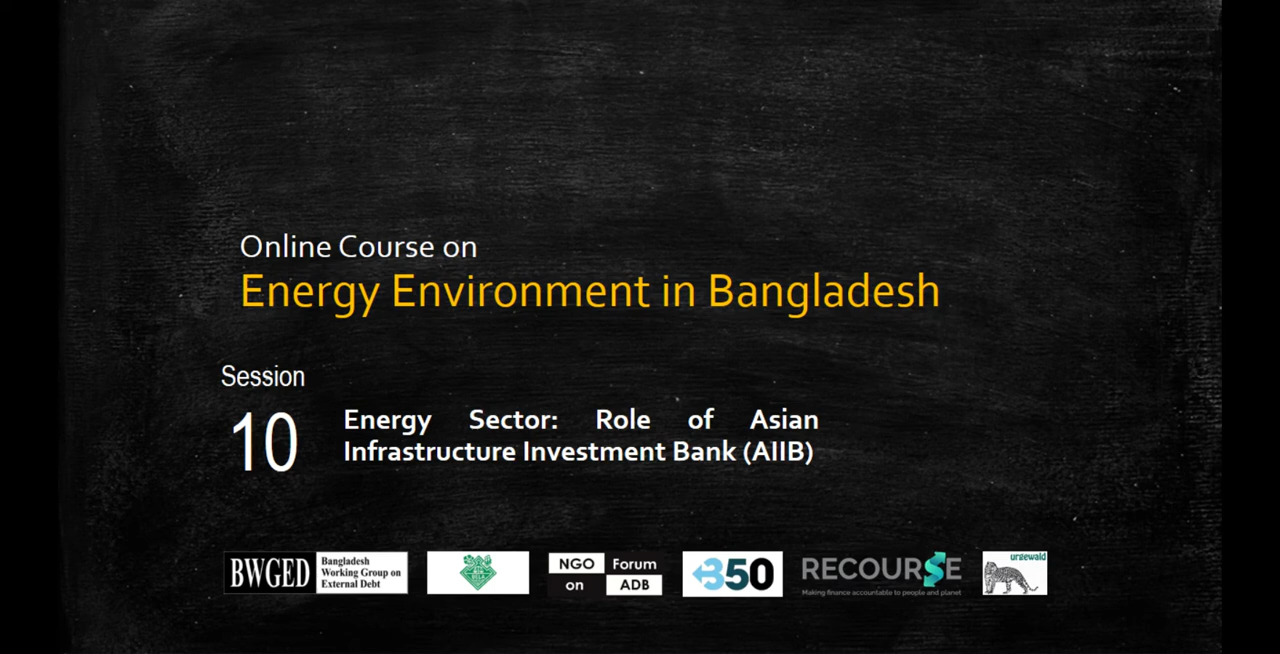 Online Course on
Energy Environment in Bangladesh
Session
10
Energy Sector: Role of Asian
Infrastructure Investment Bank (AIIB)
BWGED
Bangladesh
Working Group on
External Debt
NGO Forum
on ADB
350
RECOURSE
Making finance accountable to people and planet
urgewald